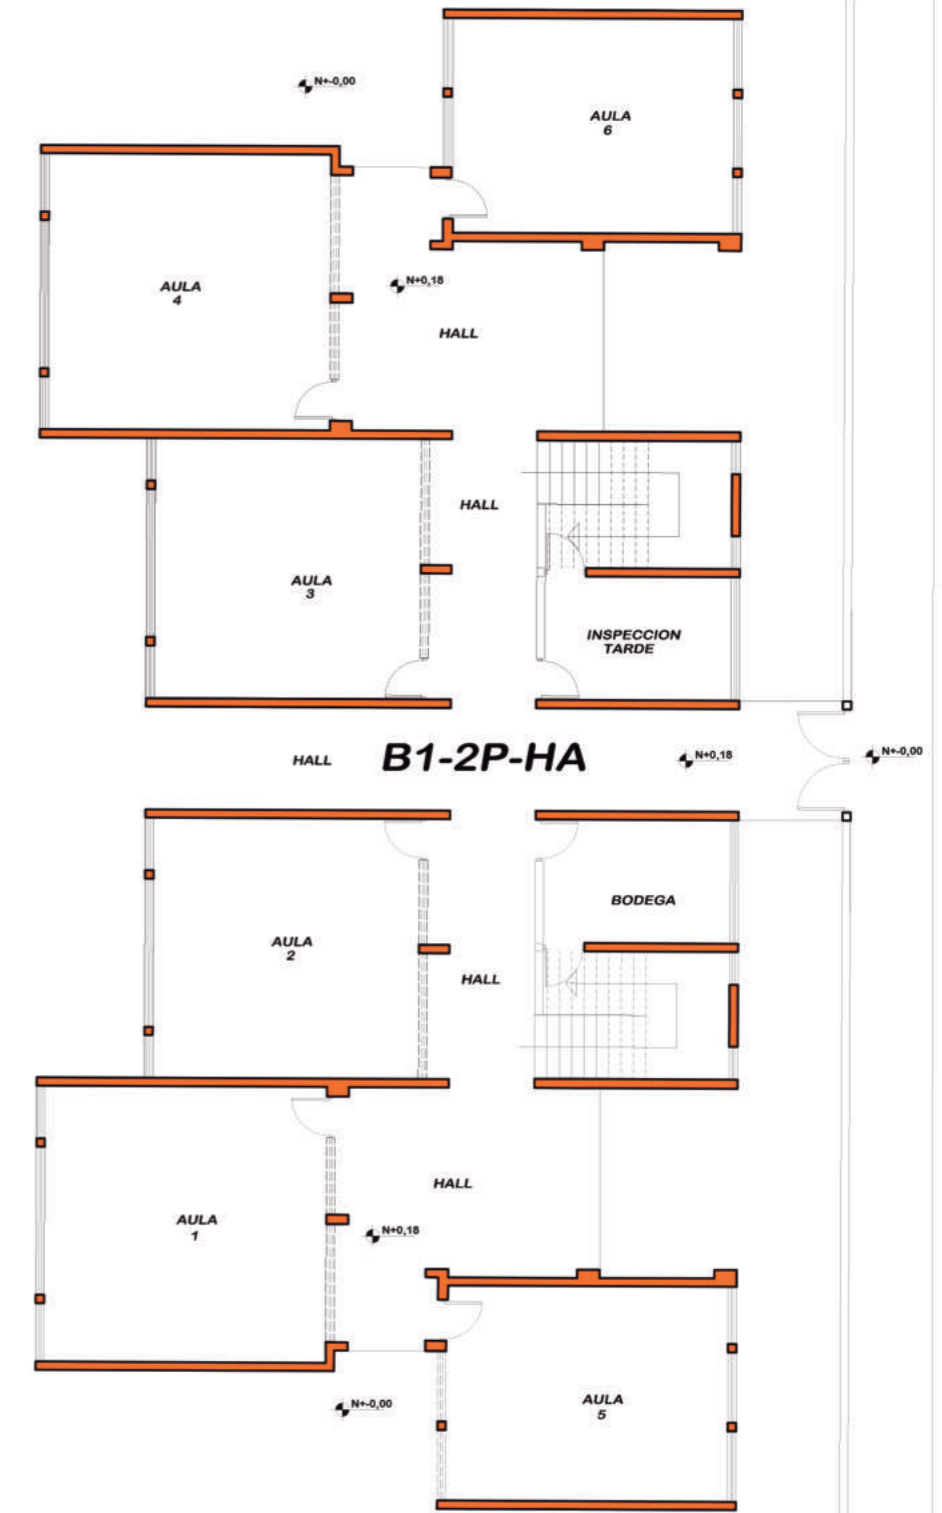 N+-0,00
AULA
6
AULA
4
N+0,18
HALL
HALL
AULA
3
INSPECCION
TARDE
HALL
B1-2P-HA
N+0,18
N+-0,00
BODEGA
AULA
2
HALL
HALL
AULA
1
N+0,18
N+-0,00
AULA
5